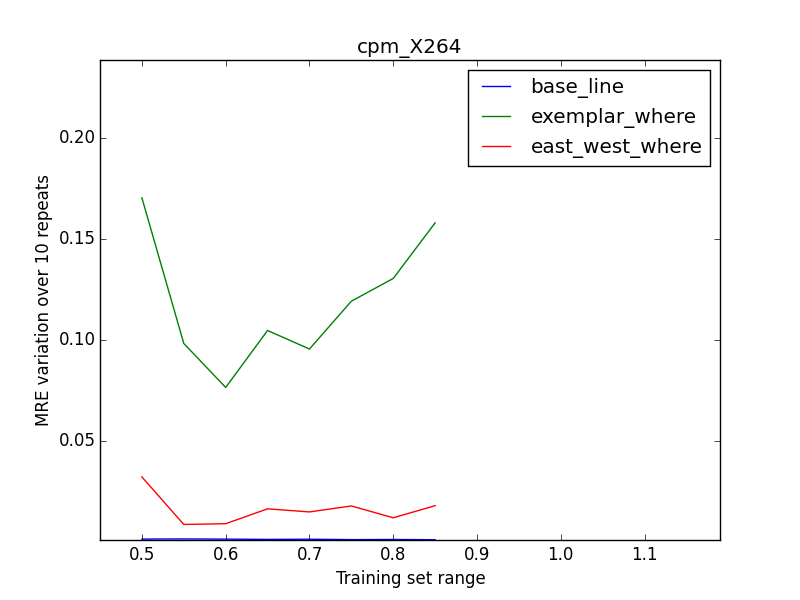 cpm_X264
base_line
exemplar_where
east_west_where
MRE variation over 10 repeats
0.20
0.15
0.10
0.05
0.5 0.6 0.7 0.8 0.9 1.0 1.1
Training set range